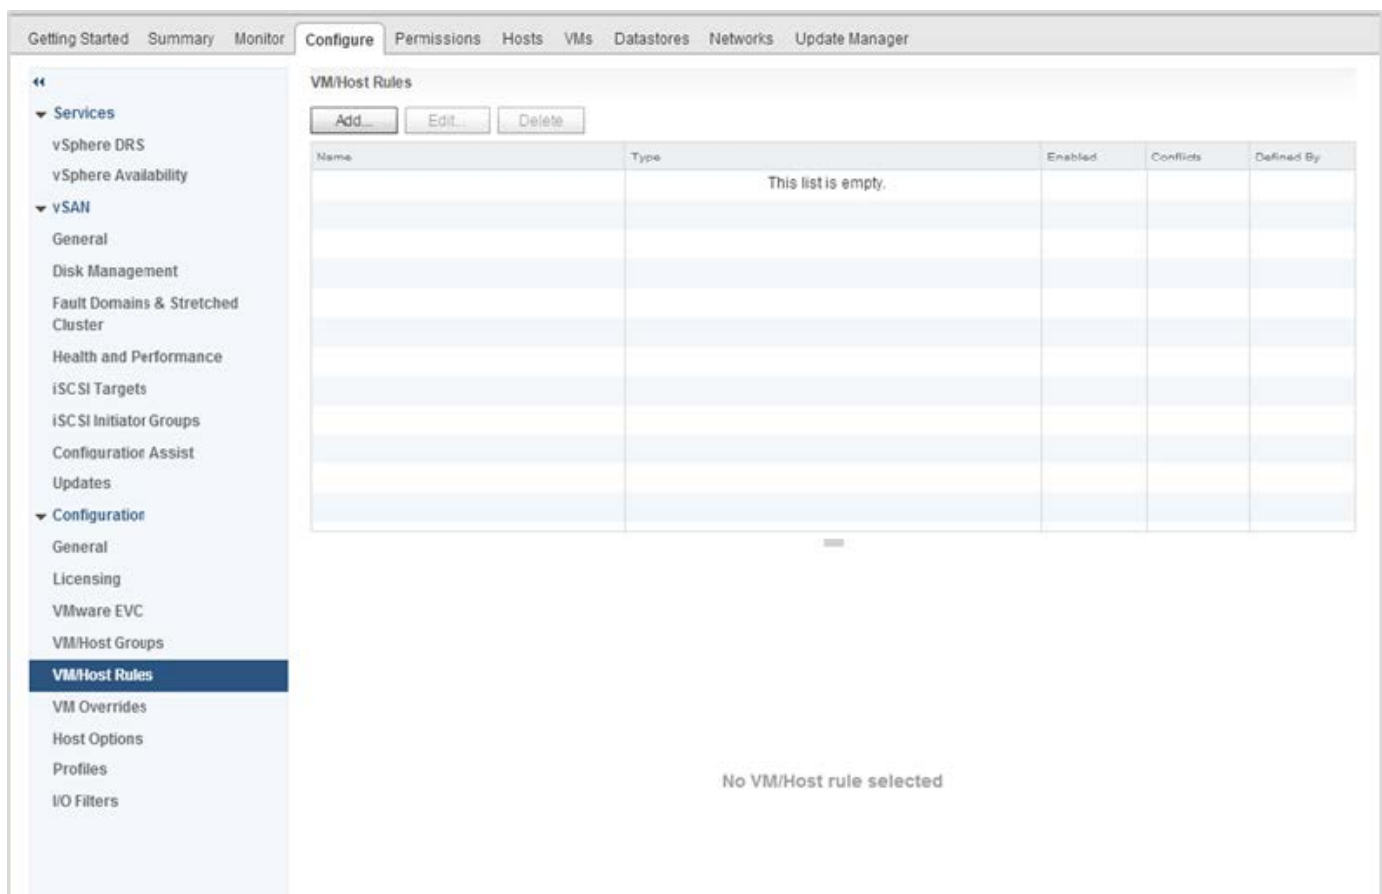 Getting Started Summary Monitor Configure Permissions Hosts VMs Datastores Networks Update Manager
VM/Host Rules
Services
vSphere DRS
vSphere Availability
vSAN
General
Disk Management
Fault Domains & Stretched
Cluster
Health and Performance
iSCSI Targets
iSCSI Initiator Groups
Configuration Assist
Updates
Configuration
General
Licensing
VMware EVC
VM/Host Groups
VM/Host Rules
VM Overrides
Host Options
Profiles
I/O Filters
Add... Edit... Delete
Name Type Enabled Conflicts Defined By
This list is empty.
No VM/Host rule selected